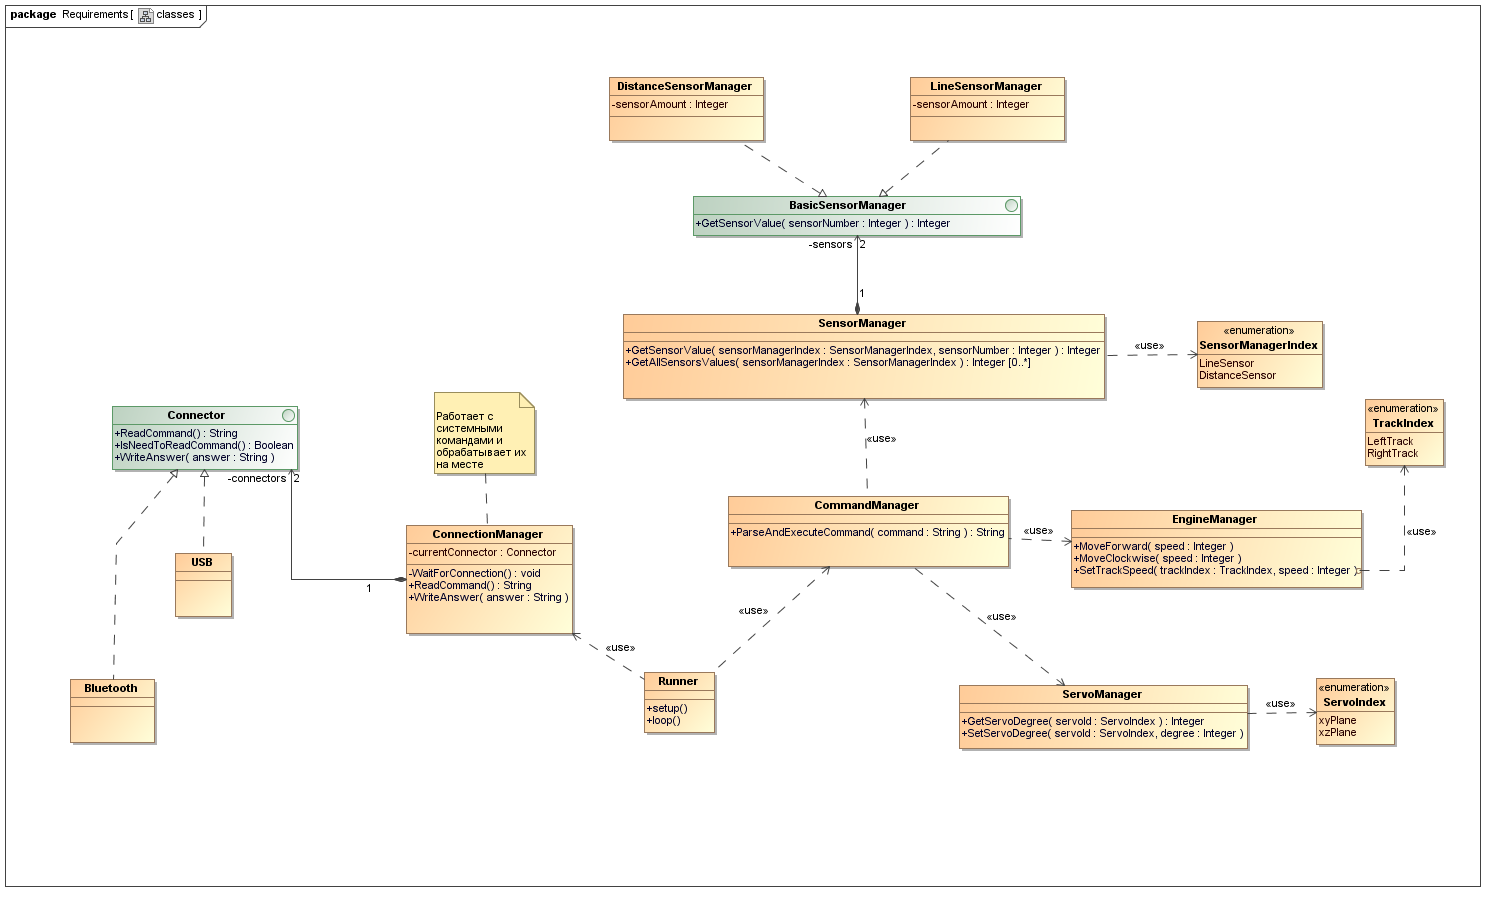 package Requirements [ classes ]
DistanceSensorManager
-sensorAmount : Integer
LineSensorManager
-sensorAmount : Integer
BasicSensorManager
+GetSensorValue( sensorNumber : Integer ) : Integer
-sensors 2
1
SensorManager
+GetSensorValue( sensorManagerIndex : SensorManagerIndex, sensorNumber : Integer ) : Integer
+GetAllSensorsValues( sensorManagerIndex : SensorManagerIndex ) : Integer [0..*]
«use»
«enumeration»
SensorManagerIndex
LineSensor
DistanceSensor
Connector
+ReadCommand() : String
+IsNeedToReadCommand() : Boolean
+WriteAnswer( answer : String )
-connectors 2
Работает с
системными
командами и
обрабатывает их
на месте
«use»
«enumeration»
TrackIndex
LeftTrack
RightTrack
CommandManager
+ParseAndExecuteCommand( command : String ) : String
«use»
EngineManager
+MoveForward( speed : Integer )
+MoveClockwise( speed : Integer )
+SetTrackSpeed( trackIndex : TrackIndex, speed : Integer )
«use»
ConnectionManager
-currentConnector : Connector
-WaitForConnection() : void
+ReadCommand() : String
+WriteAnswer( answer : String )
1
USB
«use»
«use»
«use»
Bluetooth
Runner
+setup()
+loop()
ServoManager
+GetServoDegree( servoId : ServoIndex ) : Integer
+SetServoDegree( servoId : ServoIndex, degree : Integer )
«use»
«enumeration»
ServoIndex
xyPlane
xzPlane